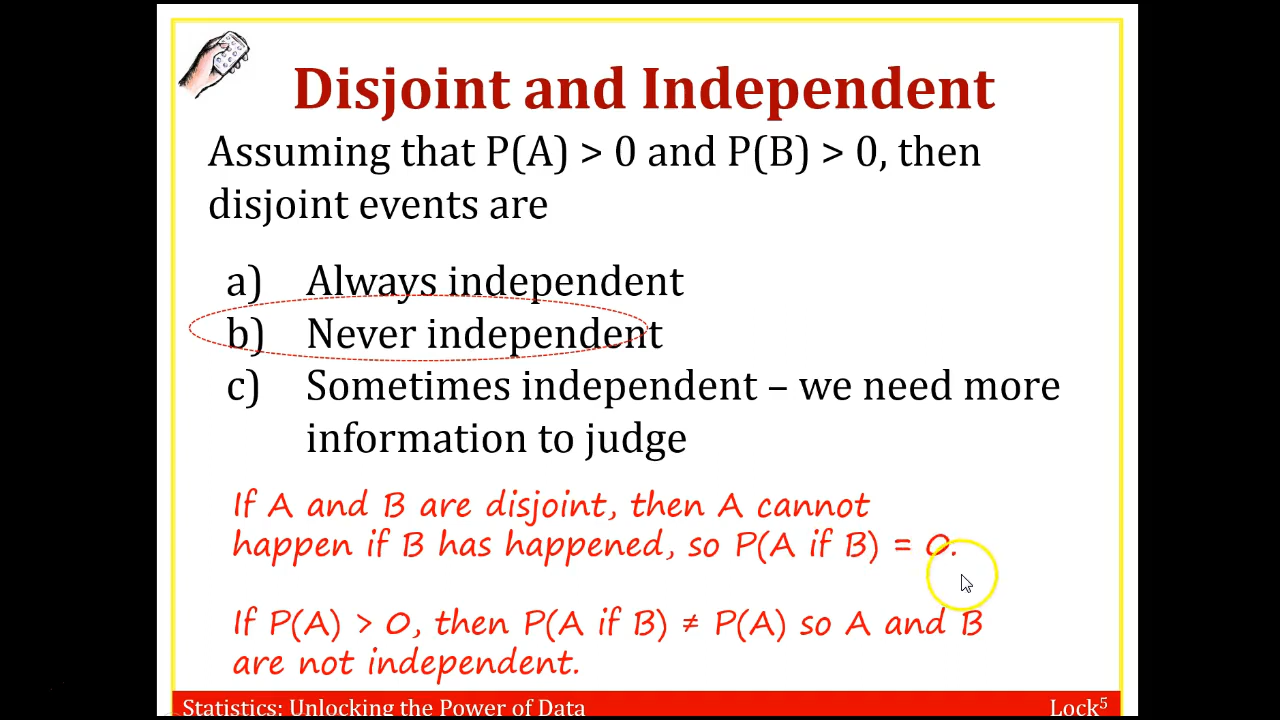 Disjoint and Independent
Assuming that P(A) > 0 and P(B) > 0, then
disjoint events are
a) Always independent
b) Never independent
c) Sometimes independent – we need more
information to judge
If A and B are disjoint, then A cannot
happen if B has happened, so P(A if B) = 0.
If P(A) > 0, then P(A if B) ≠ P(A) so A and B
are not independent.
Statistics: Unlocking the Power of Data
Lock⁵